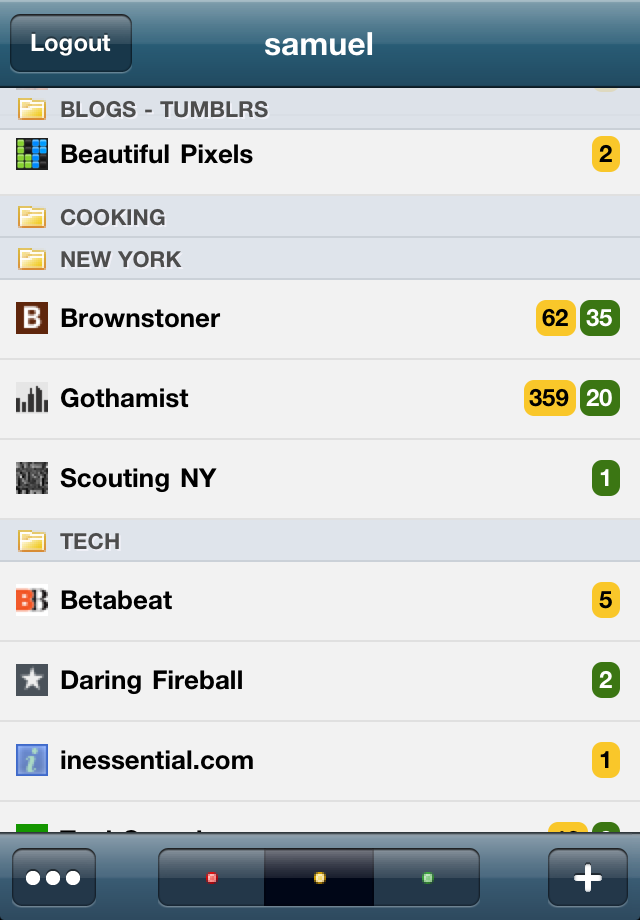 Logout
samuel
BLOGS - TUMBLRS
Beautiful Pixels 2
COOKING
NEW YORK
B Brownstoner 62 35
Gothamist 359 20
Scouting NY 1
TECH
BB Betabeat 5
Daring Fireball 2
i inessential.com 1